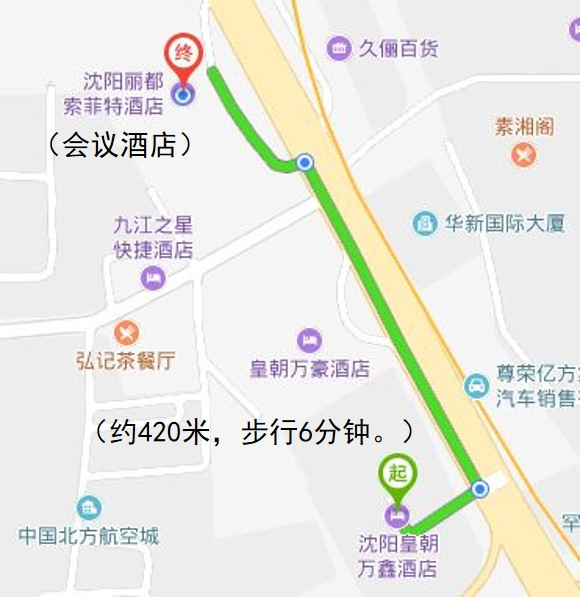 久俪百货
终
沈阳丽都
索菲特酒店
（会议酒店）
素湘阁
九江之星
快捷酒店
华新国际大厦
弘记茶餐厅
皇朝万豪酒店
尊荣亿方
汽车销售
（约420米，步行6分钟。）
起
中国北方航空城
沈阳皇朝
万鑫酒店